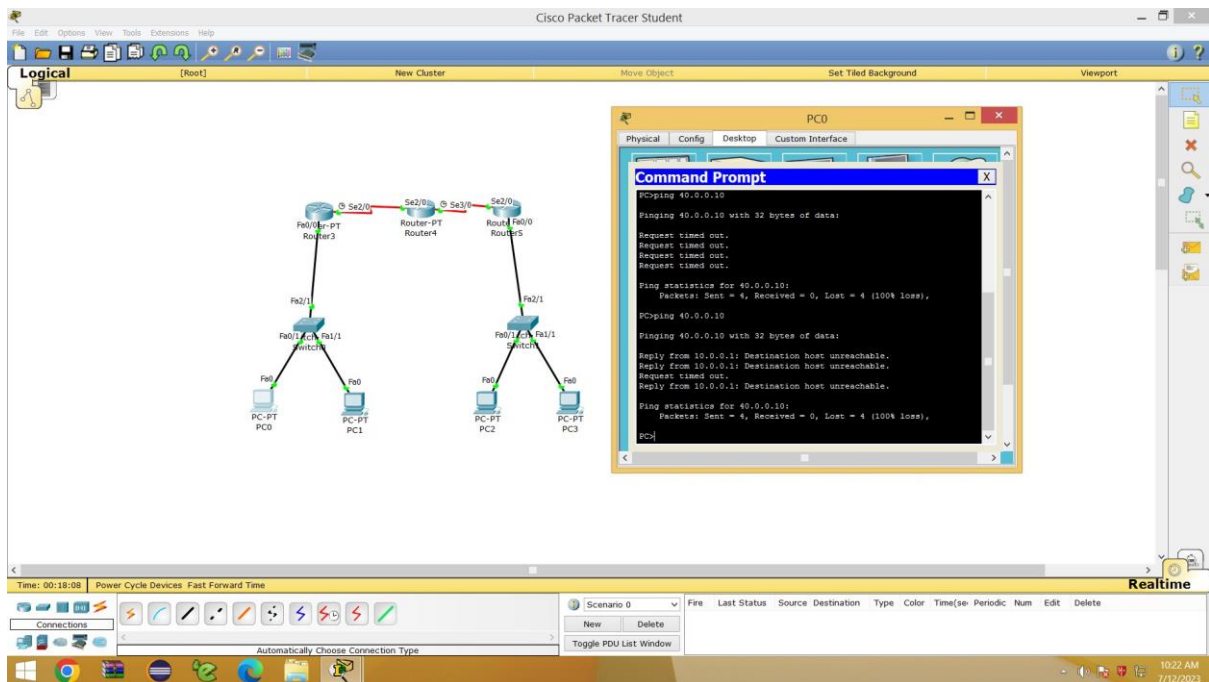 Cisco Packet Tracer Student
File Edit Options View Tools Extensions Help
Logical [Root] New Cluster Move Object Set Tiled Background Viewport
PC0
Physical Config Desktop Custom Interface
Command Prompt X
PC>ping 40.0.0.10
Pinging 40.0.0.10 with 32 bytes of data:
Request timed out.
Request timed out.
Request timed out.
Request timed out.
Ping statistics for 40.0.0.10:
Packets: Sent = 4, Received = 0, Lost = 4 (100% loss),
PC>ping 40.0.0.10
Pinging 40.0.0.10 with 32 bytes of data:
Reply from 10.0.0.1: Destination host unreachable.
Reply from 10.0.0.1: Destination host unreachable.
Request timed out.
Reply from 10.0.0.1: Destination host unreachable.
Ping statistics for 40.0.0.10:
Packets: Sent = 4, Received = 0, Lost = 4 (100% loss),
PC>
Se2/0 Se2/0 Se3/0 Se2/0
Fa0/0 er-PT Router-PT Route Fa0/0
Router3 Router4 Router5
Fa2/1 Fa2/1
Fa0/1 Fa1/1 Fa0/1 Fa1/1
Fa0 Fa0 Fa0 Fa0
PC-PT PC-PT PC-PT PC-PT
PC0 PC1 PC2 PC3
Time: 00:18:08 Power Cycle Devices Fast Forward Time Realtime
Connections
Automatically Choose Connection Type
Scenario 0
New Delete
Toggle PDU List Window
Fire Last Status Source Destination Type Color Time(se Periodic Num Edit Delete
10:22 AM
7/12/2023